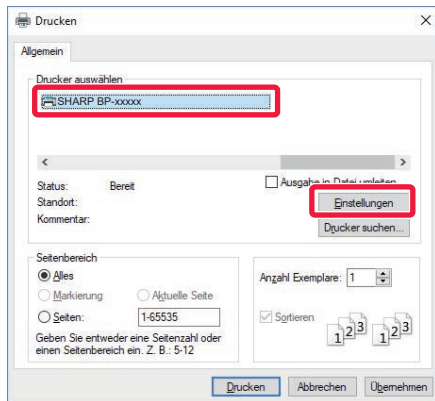 Drucken
Allgemein
Drucker auswählen
SHARP BP-xxxxx
Status: Bereit
Ausgabe in Datei umleiten
Standort:
Einstellungen
Kommentar:
Drucker suchen...
Seitenbereich
Alles
Markierung Aktuelle Seite
Seiten: 1-65535
Geben Sie entweder eine Seitenzahl oder
einen Seitenbereich ein. Z. B.: 5-12
Anzahl Exemplare: 1
Sortieren
1 2 3 1 2 3
Drucken Abbrechen Übernehmen